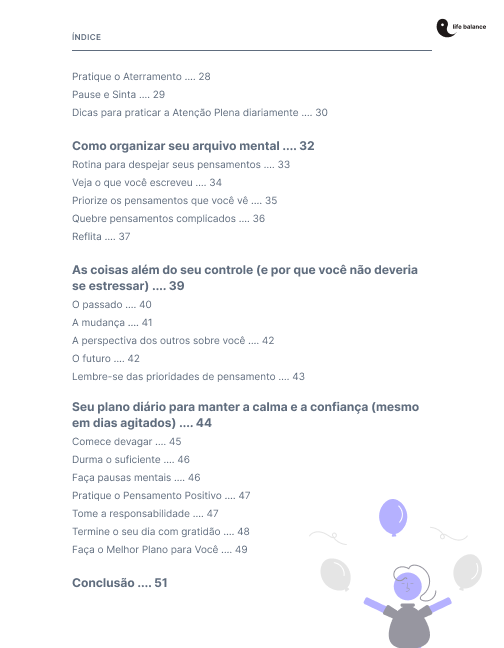 life balance
ÍNDICE
Pratique o Aterramento .... 28
Pause e Sinta .... 29
Dicas para praticar a Atenção Plena diariamente .... 30
Como organizar seu arquivo mental .... 32
Rotina para despejar seus pensamentos .... 33
Veja o que você escreveu .... 34
Priorize os pensamentos que você vê .... 35
Quebre pensamentos complicados .... 36
Reflita .... 37
As coisas além do seu controle (e por que você não deveria
se estressar) .... 39
O passado .... 40
A mudança .... 41
A perspectiva dos outros sobre você .... 42
O futuro .... 42
Lembre-se das prioridades de pensamento .... 43
Seu plano diário para manter a calma e a confiança (mesmo
em dias agitados) .... 44
Comece devagar .... 45
Durma o suficiente .... 46
Faça pausas mentais .... 46
Pratique o Pensamento Positivo .... 47
Tome a responsabilidade .... 47
Termine o seu dia com gratidão .... 48
Faça o Melhor Plano para Você .... 49
Conclusão .... 51